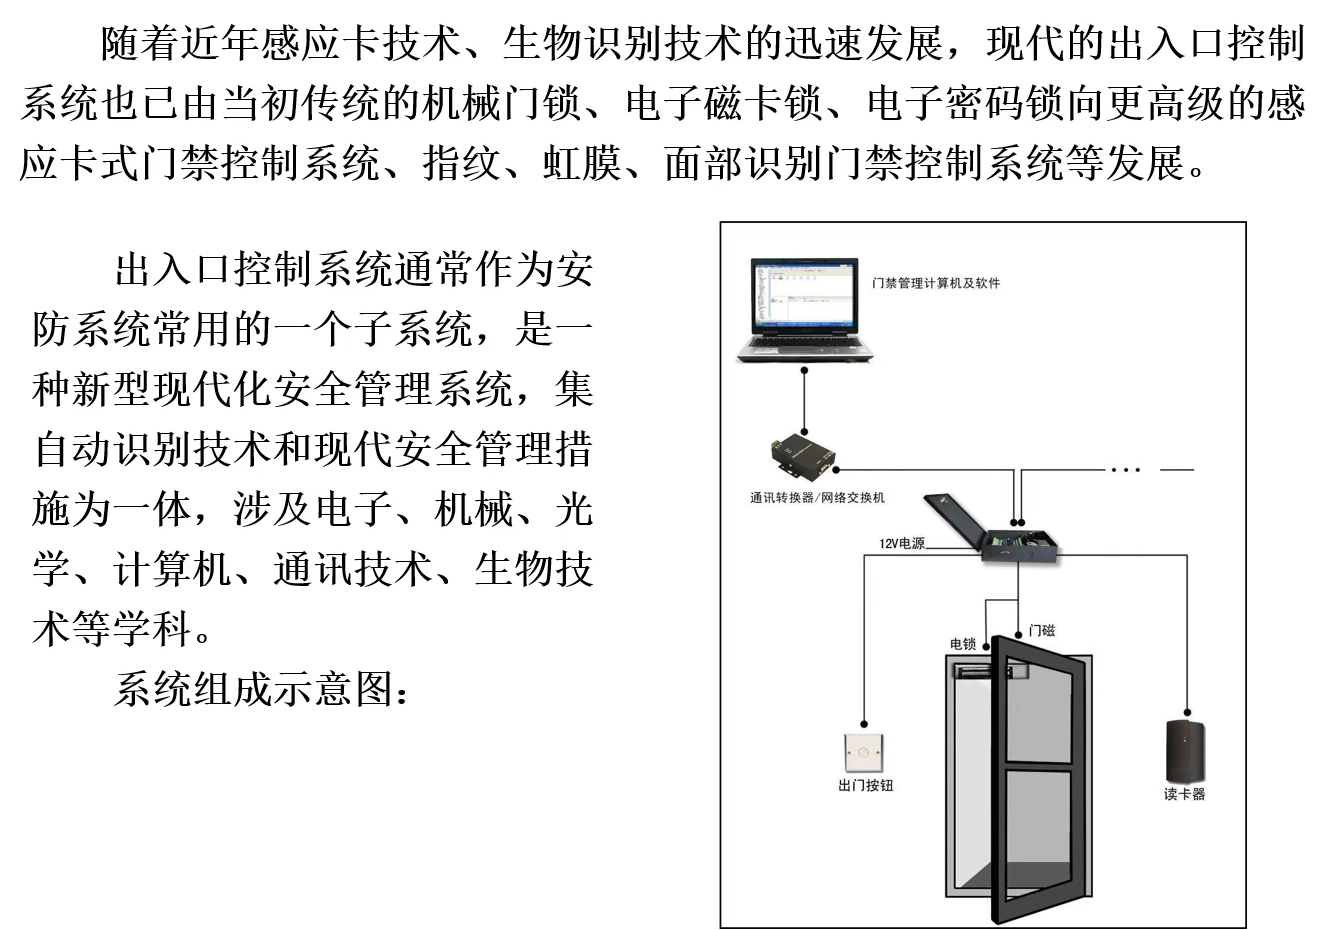 随着近年感应卡技术、生物识别技术的迅速发展，现代的出入口控制
系统也已由当初传统的机械门锁、电子磁卡锁、电子密码锁向更高级的感
应卡式门禁控制系统、指纹、虹膜、面部识别门禁控制系统等发展。
出入口控制系统通常作为安
防系统常用的一个子系统，是一
种新型现代化安全管理系统，集
自动识别技术和现代安全管理措
施为一体，涉及电子、机械、光
学、计算机、通讯技术、生物技
术等学科。
系统组成示意图：
门禁管理计算机及软件
通讯转换器/网络交换机
12V电源
门磁
电锁
出门按钮
读卡器